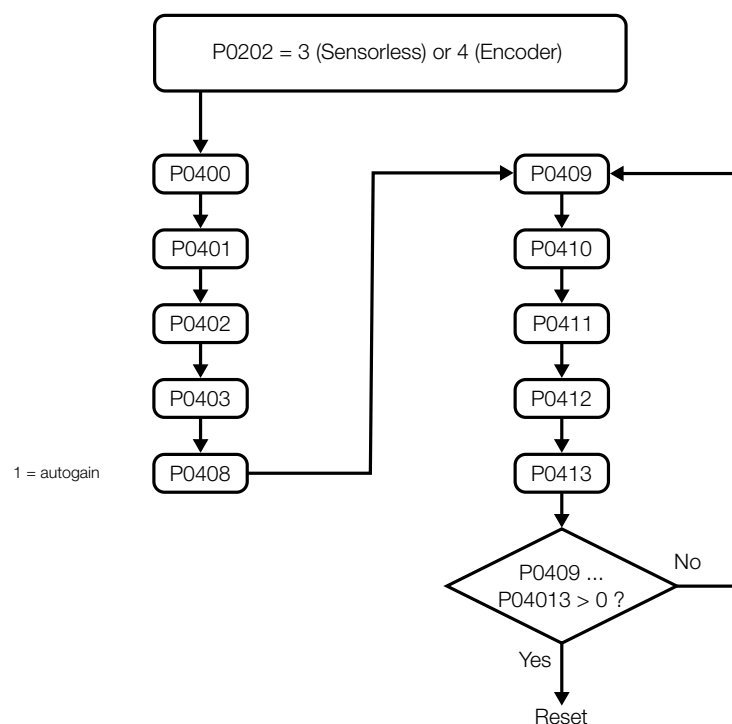 P0202 = 3 (Sensorless) or 4 (Encoder)
P0400
P0401
P0402
P0403
1 = autogain
P0408
P0409
P0410
P0411
P0412
P0413
P0409 ...
P04013 > 0 ?
No
Yes
Reset